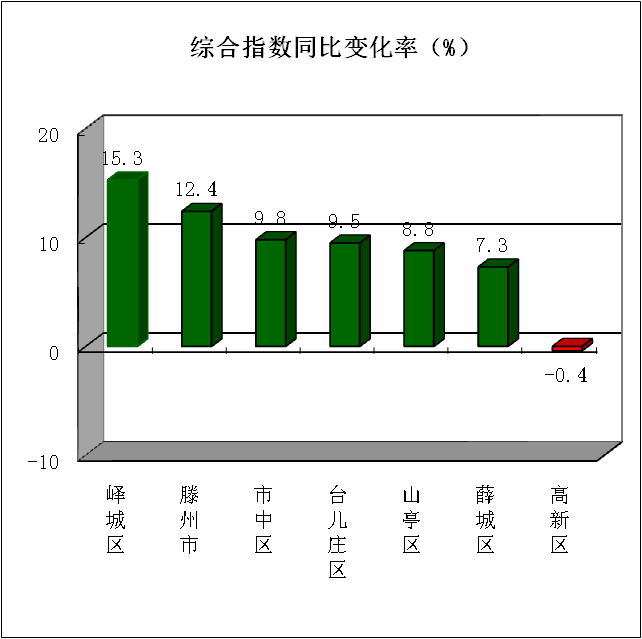 综合指数同比变化率（%）
20
10
0
-10
15.3
12.4
9.8
9.5
8.8
7.3
-0.4
峄城区
滕州市
市中区
台儿庄区
山亭区
薛城区
高新区